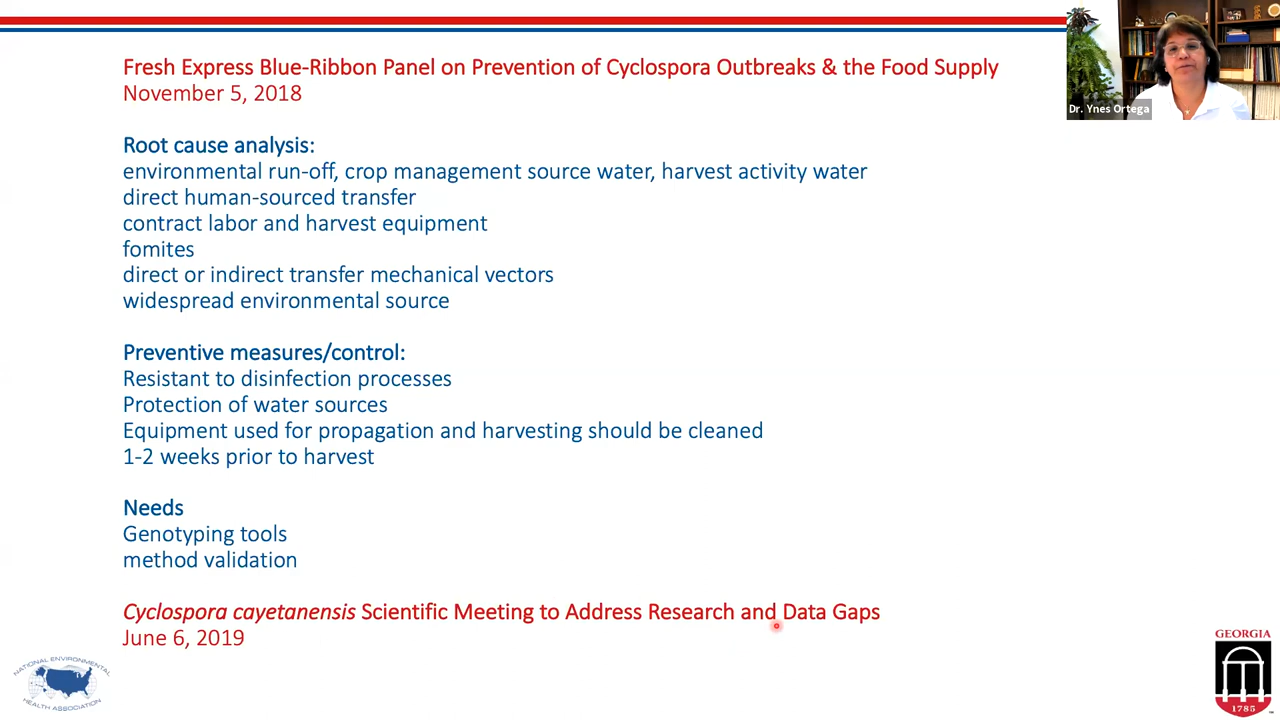 Fresh Express Blue-Ribbon Panel on Prevention of Cyclospora Outbreaks & the Food Supply
November 5, 2018
Root cause analysis:
environmental run-off, crop management source water, harvest activity water
direct human-sourced transfer
contract labor and harvest equipment
fomites
direct or indirect transfer mechanical vectors
widespread environmental source
Preventive measures/control:
Resistant to disinfection processes
Protection of water sources
Equipment used for propagation and harvesting should be cleaned
1-2 weeks prior to harvest
Needs
Genotyping tools
method validation
Cyclospora cayetanensis Scientific Meeting to Address Research and Data Gaps
June 6, 2019
Dr. Ynes Ortega
NATIONAL ENVIRONMENTAL
HEALTH ASSOCIATION
GEORGIA
1785